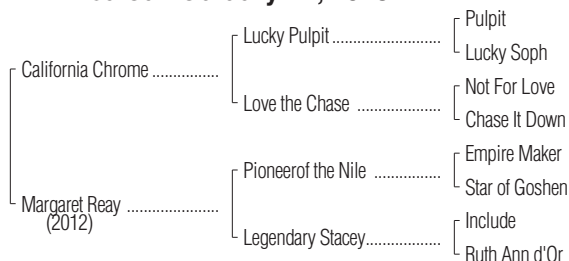 Pulpit
Lucky Pulpit
Lucky Soph
California Chrome
Not For Love
Love the Chase
Chase It Down
Empire Maker
Pioneerof the Nile
Star of Goshen
Margaret Reay
(2012)
Include
Legendary Stacey
Ruth Ann d'Or